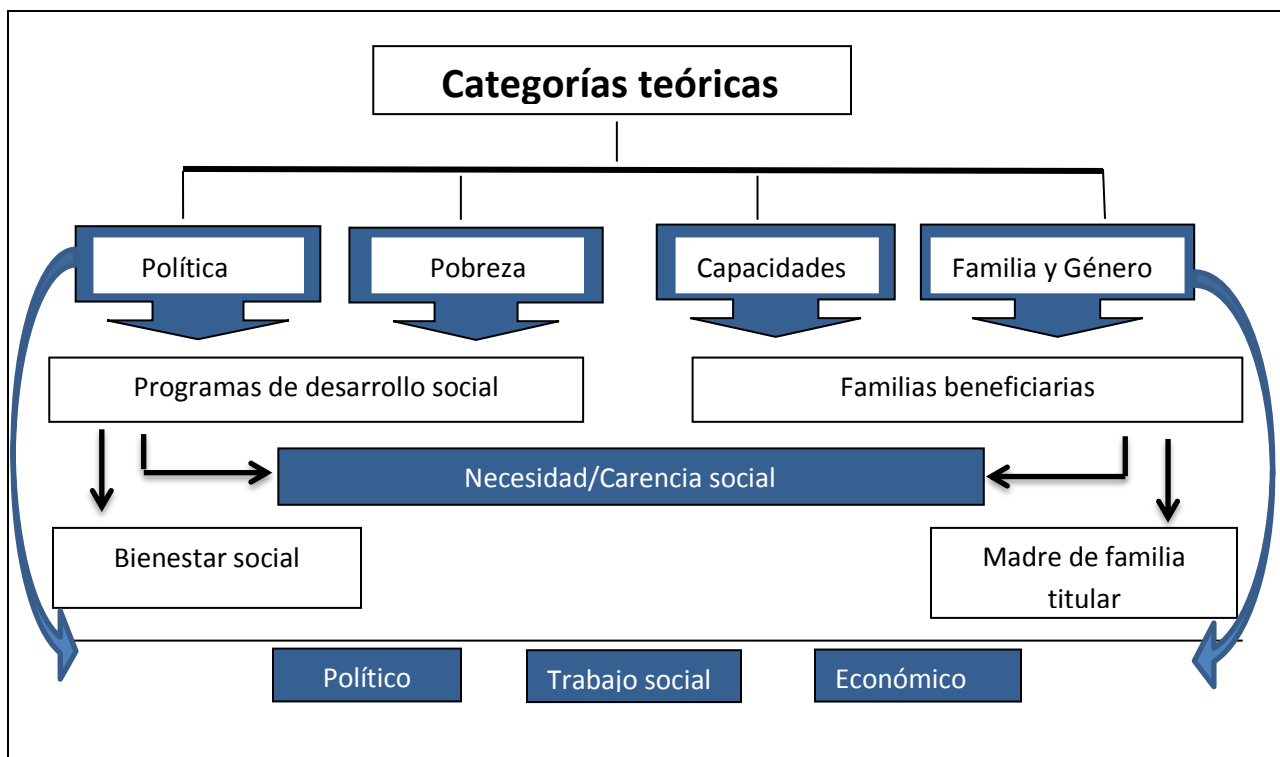 Categorías teóricas
Política
Pobreza
Capacidades
Familia y Género
Programas de desarrollo social
Familias beneficiarias
Necesidad/Carencia social
Bienestar social
Madre de familia
titular
Político
Trabajo social
Económico